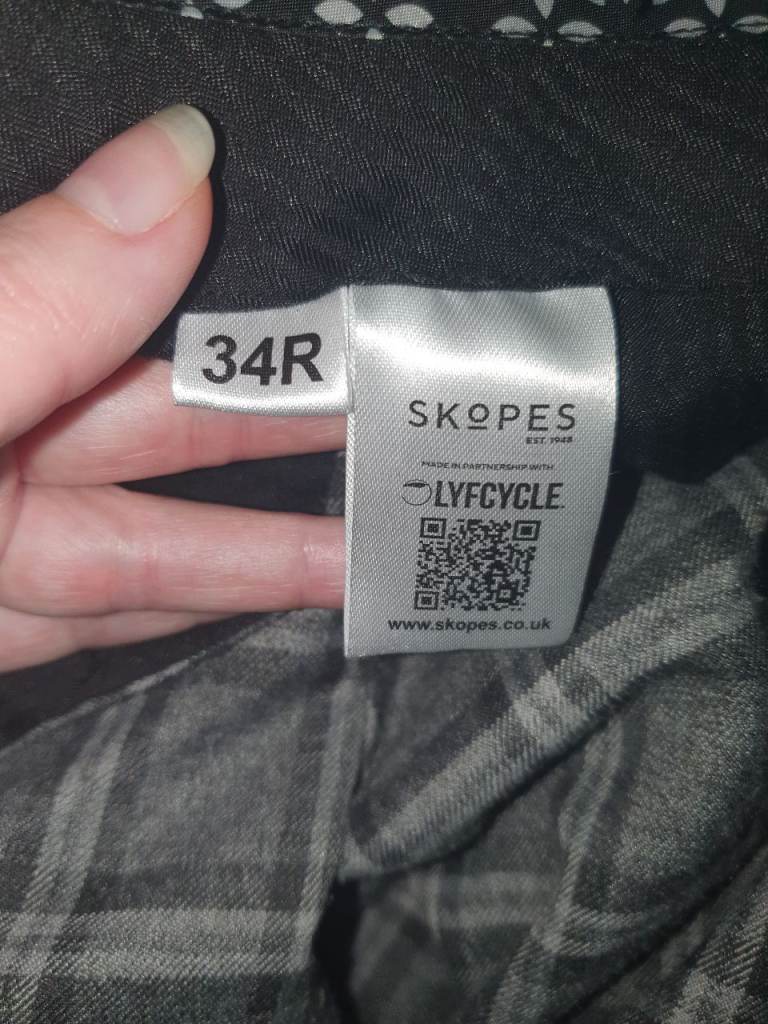 34R
SKOPES
EST. 1948
MADE IN PARTNERSHIP WITH
LYFCYCLE.
www.skopes.co.uk